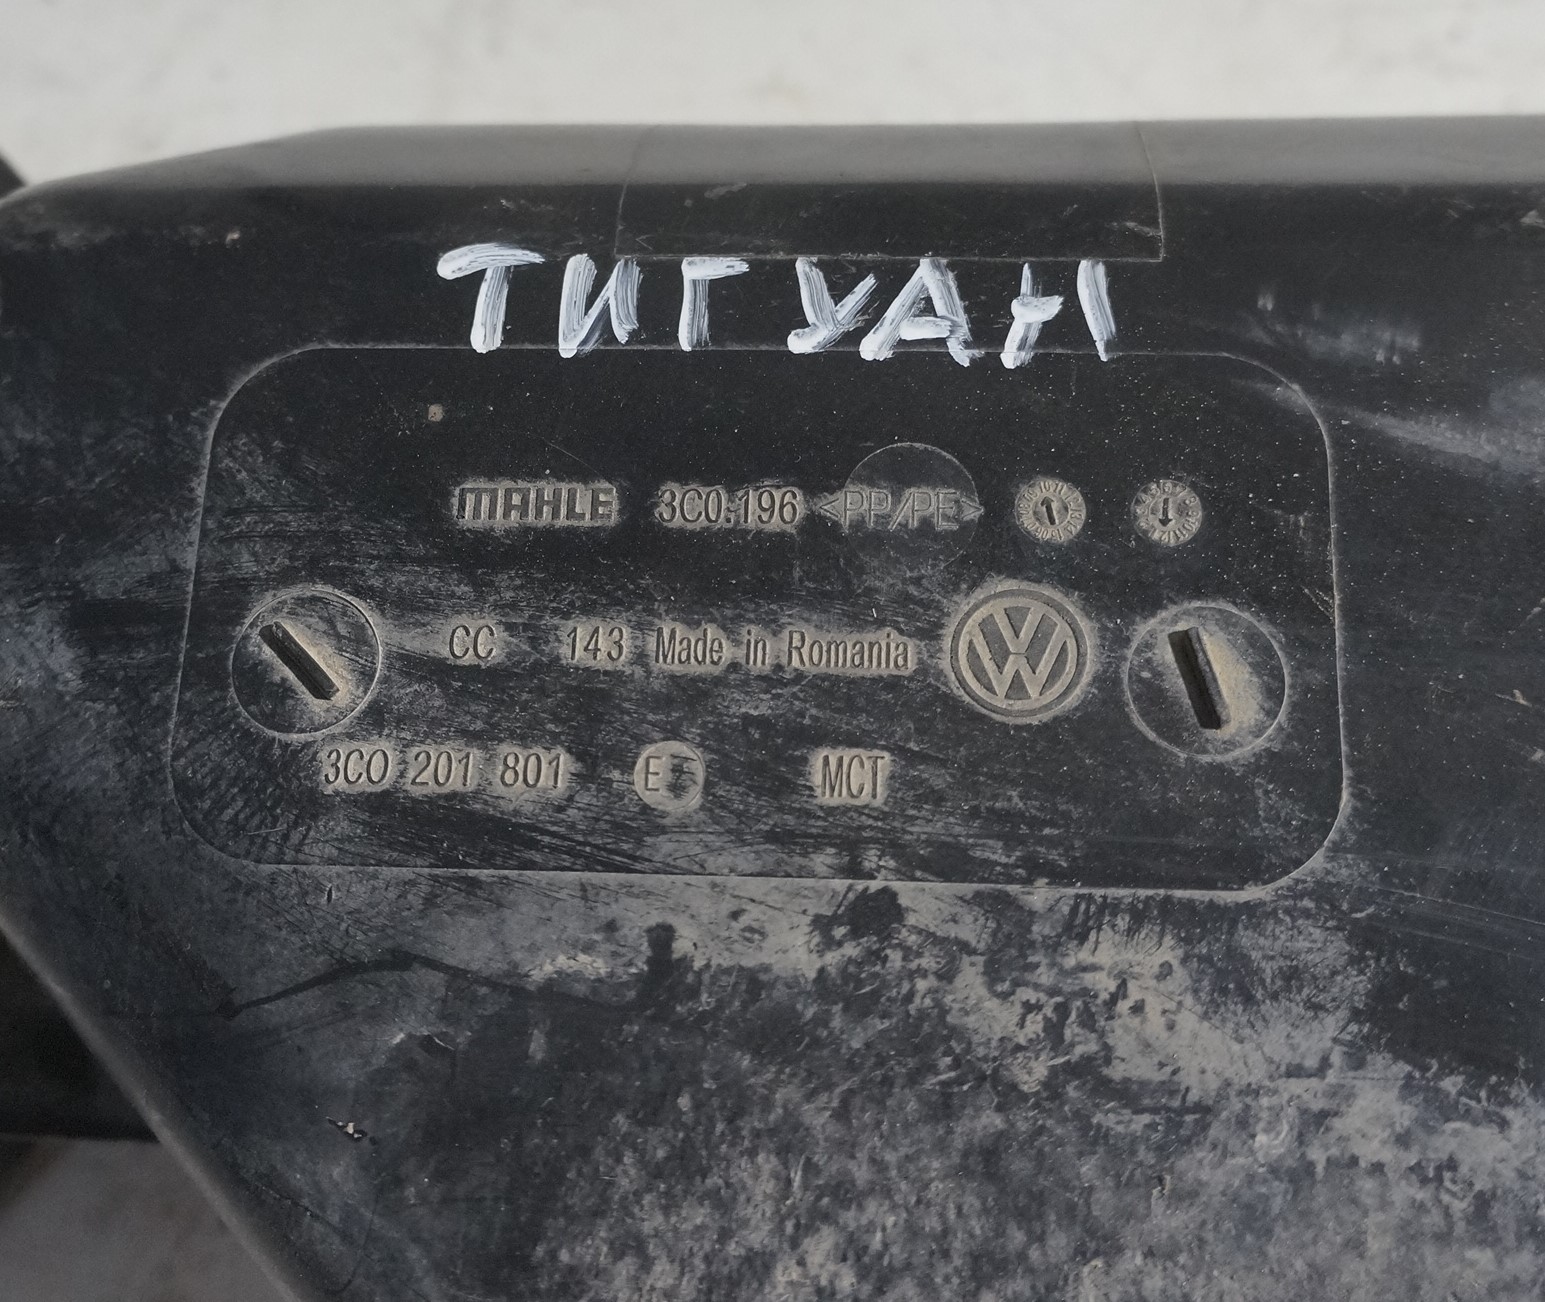 ТИГУАН
MAHLE 3C0.196 >PP/PE<
CC 143 Made in Romania
3C0 201 801 E MCT